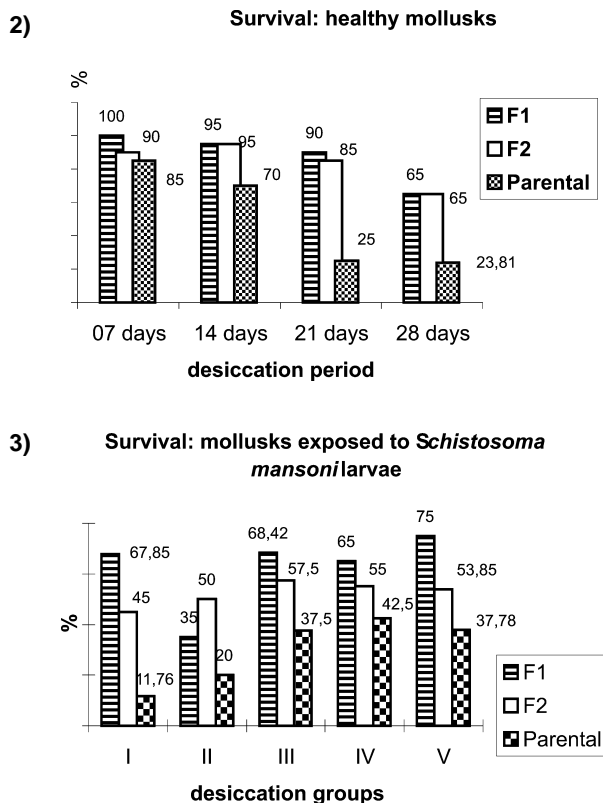 2)
Survival: healthy mollusks
%
100
90
85
95
95
70
90
85
25
65
65
23,81
F1
F2
Parental
07 days 14 days 21 days 28 days
desiccation period
3)
Survival: mollusks exposed to Schistosoma
mansoni larvae
%
67,85
45
11,76
35
50
20
68,42
57,5
37,5
65
55
42,5
75
53,85
37,78
F1
F2
Parental
I II III IV V
desiccation groups